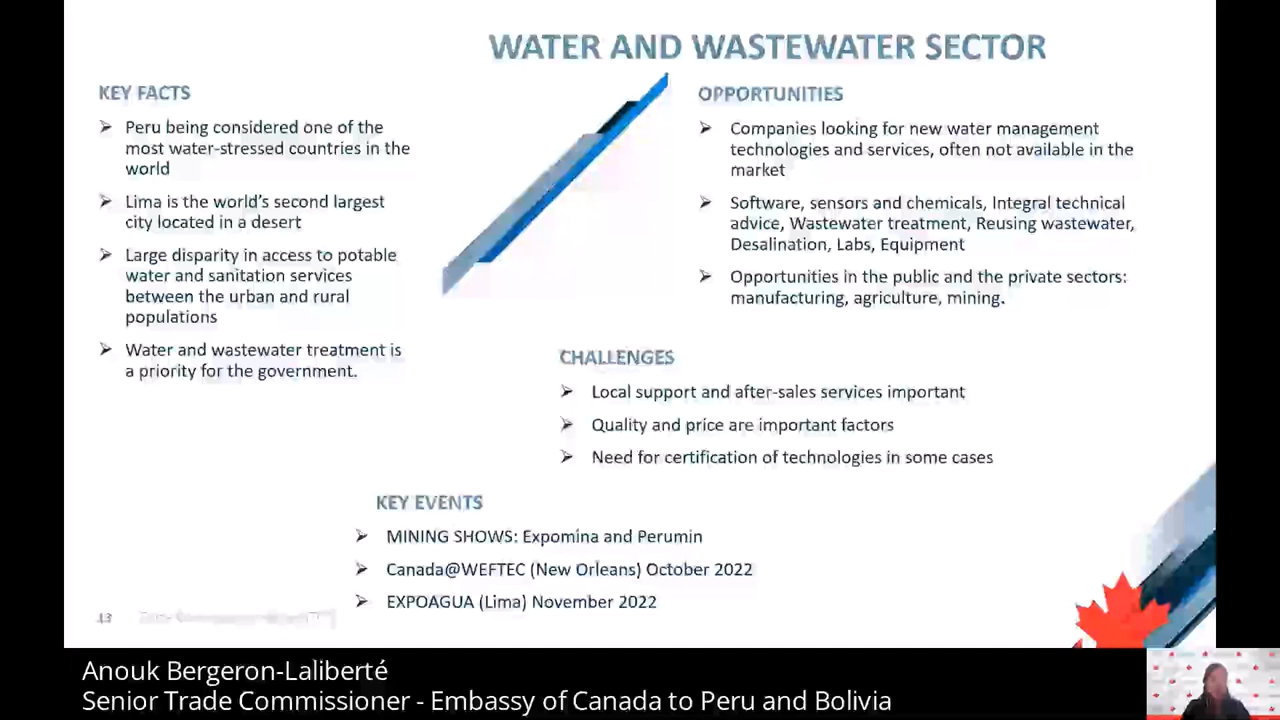 WATER AND WASTEWATER SECTOR
KEY FACTS
➢ Peru being considered one of the
most water-stressed countries in the
world
➢ Lima is the world's second largest
city located in a desert
➢ Large disparity in access to potable
water and sanitation services
between the urban and rural
populations
➢ Water and wastewater treatment is
a priority for the government.
OPPORTUNITIES
➢ Companies looking for new water management
technologies and services, often not available in the
market
➢ Software, sensors and chemicals, Integral technical
advice, Wastewater treatment, Reusing wastewater,
Desalination, Labs, Equipment
➢ Opportunities in the public and the private sectors:
manufacturing, agriculture, mining.
CHALLENGES
➢ Local support and after-sales services important
➢ Quality and price are important factors
➢ Need for certification of technologies in some cases
KEY EVENTS
➢ MINING SHOWS: Expomina and Perumin
➢ Canada@WEFTEC (New Orleans) October 2022
➢ EXPOAGUA (Lima) November 2022
13
Anouk Bergeron-Laliberté
Senior Trade Commissioner - Embassy of Canada to Peru and Bolivia